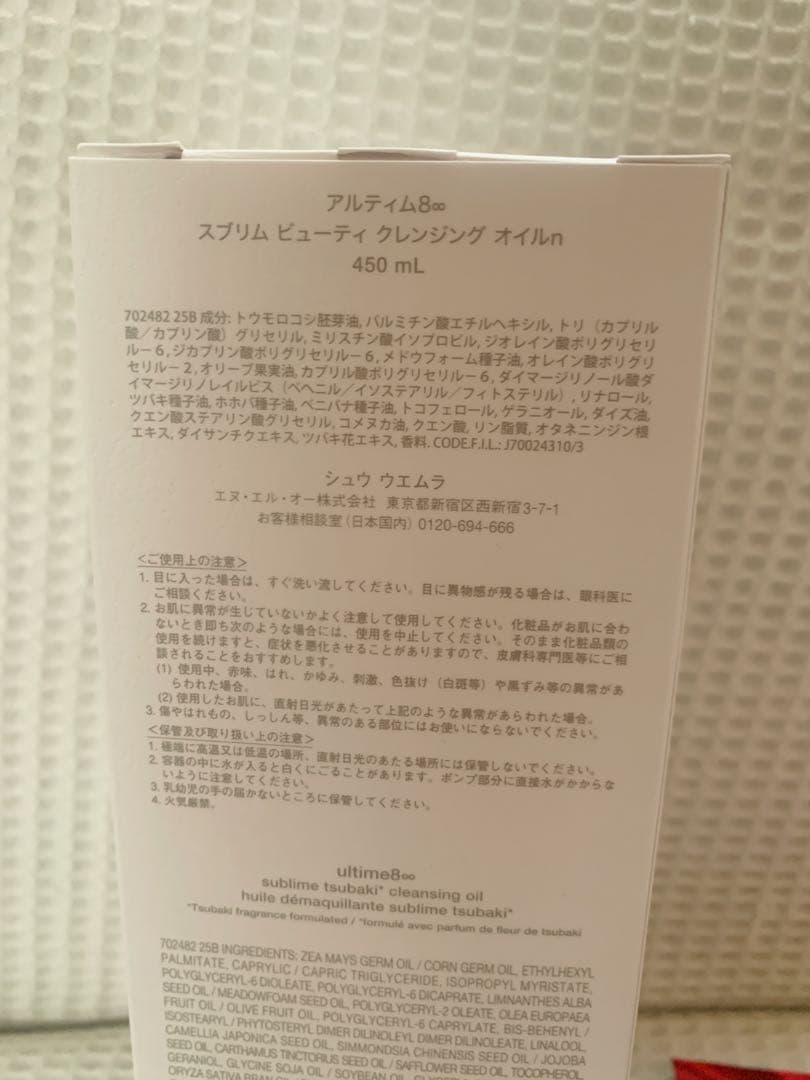 アルティム8∞
スブリム ビューティ クレンジング オイルn
450 mL
702482 25B 成分: トウモロコシ胚芽油, パルミチン酸エチルヘキシル, トリ（カプリル
酸／カプリン酸）グリセリル, ミリスチン酸イソプロピル, ジオレイン酸ポリグリセリ
ル－6, ジカプリン酸ポリグリセリル－6, メドウフォーム種子油, オレイン酸ポリグリ
セリル－2, オリーブ果実油, カプリル酸ポリグリセリル－6, ダイマージリノール酸ダ
イマージリノレイルビス（ベヘニル／イソステアリル／フィトステリル）, リナロール,
ツバキ種子油, ホホバ種子油, ベニバナ種子油, トコフェロール, ゲラニオール, ダイズ油,
クエン酸ステアリン酸グリセリル, コメヌカ油, クエン酸, リン脂質, オタネニンジン根
エキス, ダイサンチクエキス, ツバキ花エキス, 香料. CODE.F.I.L.: J70024310/3
シュウ ウエムラ
エヌ・エル・オー株式会社 東京都新宿区西新宿3-7-1
お客様相談室（日本国内）0120-694-666
＜ご使用上の注意＞
1. 目に入った場合は、すぐ洗い流してください。目に異物感が残る場合は、眼科医に
ご相談ください。
2. お肌に異常が生じていないかよく注意して使用してください。化粧品がお肌に合わ
ないとき即ち次のような場合には、使用を中止してください。そのまま化粧品類の
使用を続けますと、症状を悪化させることがありますので、皮膚科専門医等にご相
談されることをおすすめします。
(1) 使用中、赤味、はれ、かゆみ、刺激、色抜け（白斑等）や黒ずみ等の異常があ
らわれた場合。
(2) 使用したお肌に、直射日光があたって上記のような異常があらわれた場合。
3. 傷やはれもの、しっしん等、異常のある部位にはお使いにならないでください。
＜保管及び取り扱い上の注意＞
1. 極端に高温又は低温の場所、直射日光のあたる場所には保管しないでください。
2. 容器の中に水が入ると白くにごることがあります。ポンプ部分に直接水がかからな
いように注意してください。
3. 乳幼児の手の届かないところに保管してください。
4. 火気厳禁。
ultime8∞
sublime tsubaki* cleansing oil
huile démaquillante sublime tsubaki*
*Tsubaki fragrance formulated / *formulé avec parfum de fleur de tsubaki
702482 25B INGREDIENTS: ZEA MAYS GERM OIL / CORN GERM OIL, ETHYLHEXYL
PALMITATE, CAPRYLIC / CAPRIC TRIGLYCERIDE, ISOPROPYL MYRISTATE,
POLYGLYCERYL-6 DIOLEATE, POLYGLYCERYL-6 DICAPRATE, LIMNANTHES ALBA
SEED OIL / MEADOWFOAM SEED OIL, POLYGLYCERYL-2 OLEATE, OLEA EUROPAEA
FRUIT OIL / OLIVE FRUIT OIL, POLYGLYCERYL-6 CAPRYLATE, BIS-BEHENYL /
ISOSTEARYL / PHYTOSTERYL DIMER DILINOLEYL DIMER DILINOLEATE, LINALOOL,
CAMELLIA JAPONICA SEED OIL, SIMMONDSIA CHINENSIS SEED OIL / JOJOBA
SEED OIL, CARTHAMUS TINCTORIUS SEED OIL / SAFFLOWER SEED OIL, TOCOPHEROL,
GERANIOL, GLYCINE SOJA OIL / SOYBEAN OIL,
ORYZA SATIVA BRAN OIL